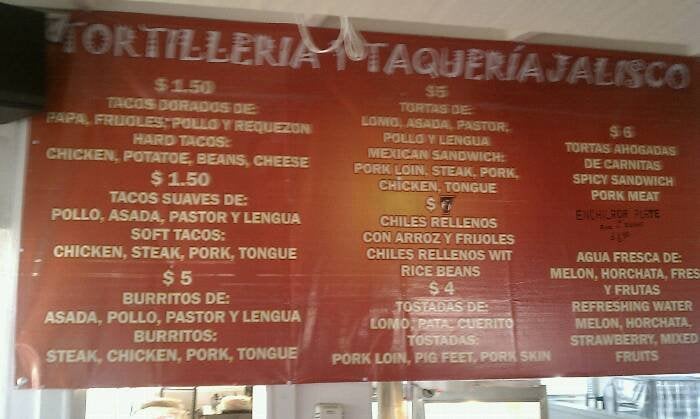 TORTILLERIA Y TAQUERÍA JALISCO
$ 1.50
TACOS DORADOS DE:
PAPA, FRIJOLES, POLLO Y REQUEZON
HARD TACOS:
CHICKEN, POTATOE, BEANS, CHEESE
$ 1.50
TACOS SUAVES DE:
POLLO, ASADA, PASTOR Y LENGUA
SOFT TACOS:
CHICKEN, STEAK, PORK, TONGUE
$ 5
BURRITOS DE:
ASADA, POLLO, PASTOR Y LENGUA
BURRITOS:
STEAK, CHICKEN, PORK, TONGUE
$5
TORTAS DE:
LOMO, ASADA, PASTOR,
POLLO Y LENGUA
MEXICAN SANDWICH:
PORK LOIN, STEAK, PORK,
CHICKEN, TONGUE
$
CHILES RELLENOS
CON ARROZ Y FRIJOLES
CHILES RELLENOS WIT
RICE BEANS
$ 4
TOSTADAS DE:
LOMO, PATA, CUERITO
TOSTADAS:
PORK LOIN, PIG FEET, PORK SKIN
$ 6
TORTAS AHOGADAS
DE CARNITAS
SPICY SANDWICH
PORK MEAT
PLATE
AGUA FRESCA DE:
MELON, HORCHATA, FRES
Y FRUTAS
REFRESHING WATER
MELON, HORCHATA
STRAWBERRY, MIXED
FRUITS